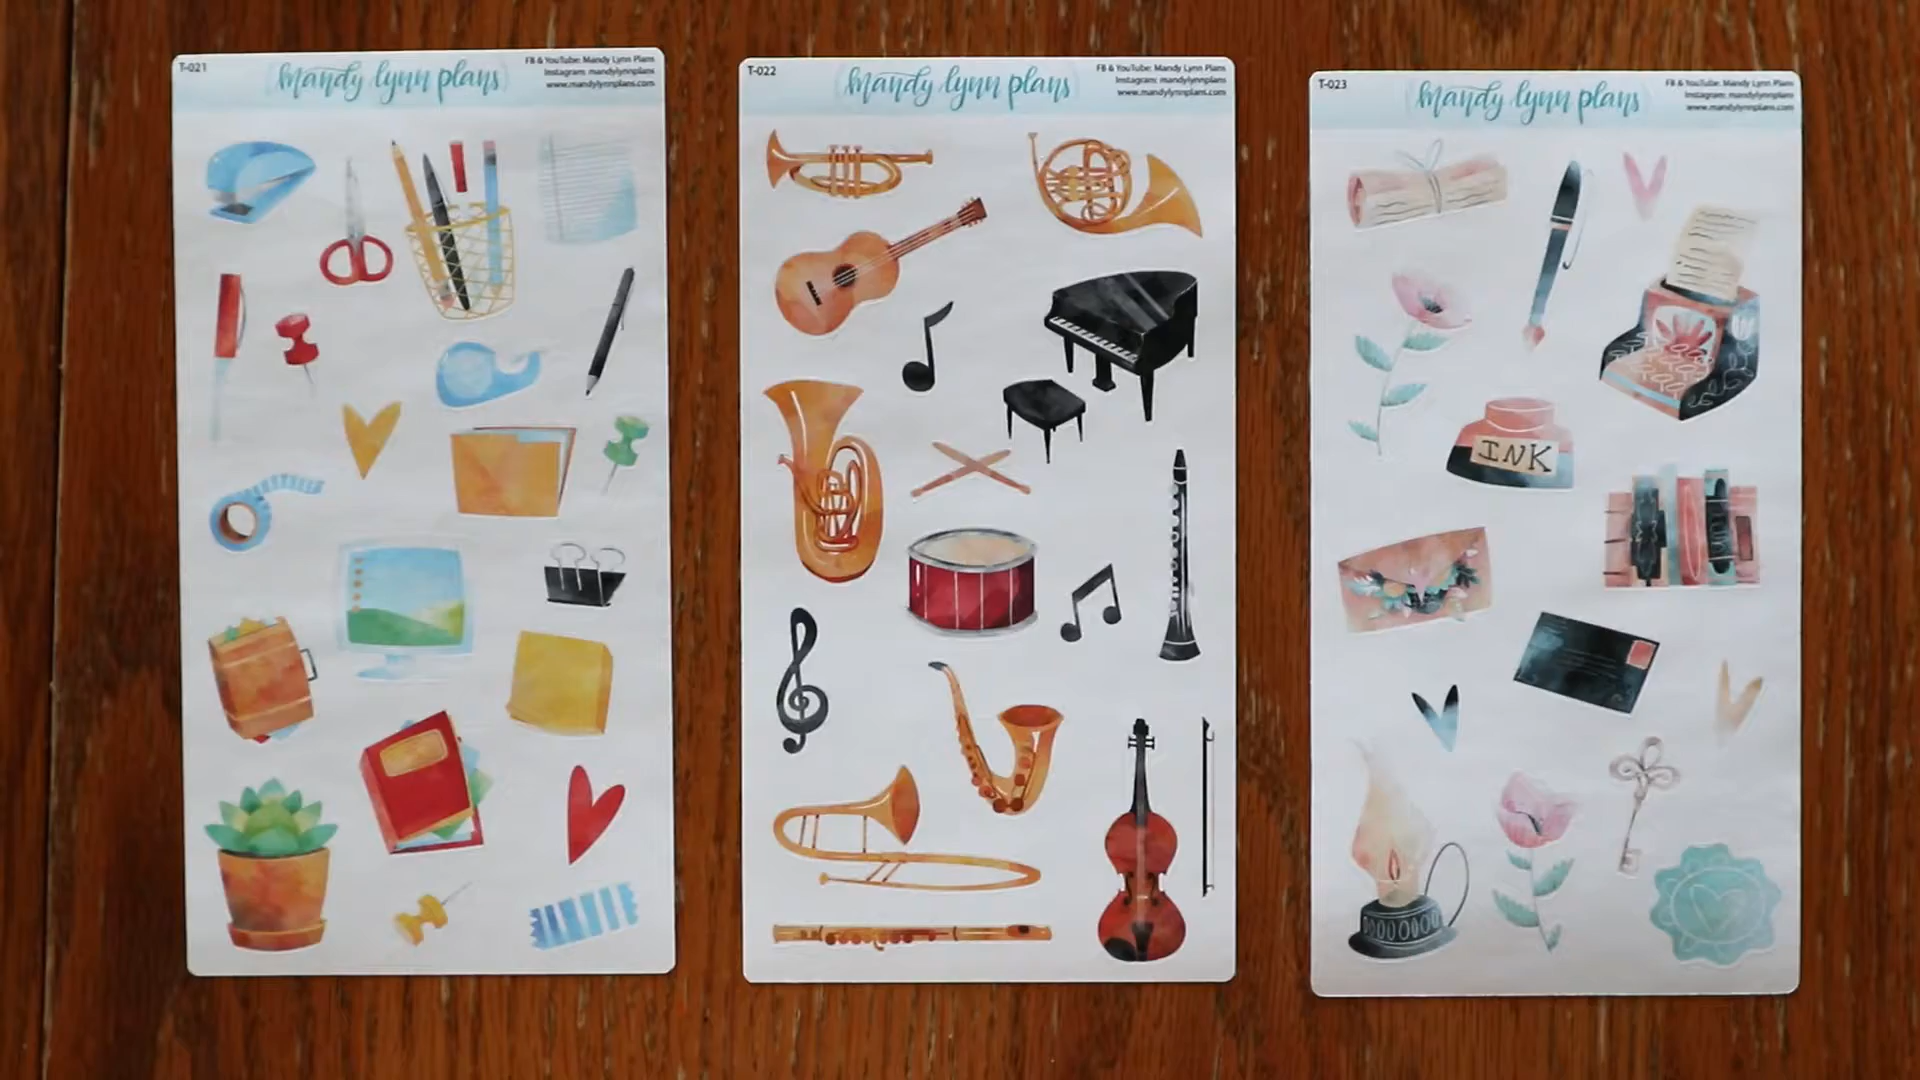 T-021
mandy lynn plans
FB & YouTube: Mandy Lynn Plans
Instagram: mandylynnplans
www.mandylynnplans.com
T-022
mandy lynn plans
FB & YouTube: Mandy Lynn Plans
Instagram: mandylynnplans
www.mandylynnplans.com
T-023
mandy lynn plans
FB & YouTube: Mandy Lynn Plans
Instagram: mandylynnplans
www.mandylynnplans.com
INK